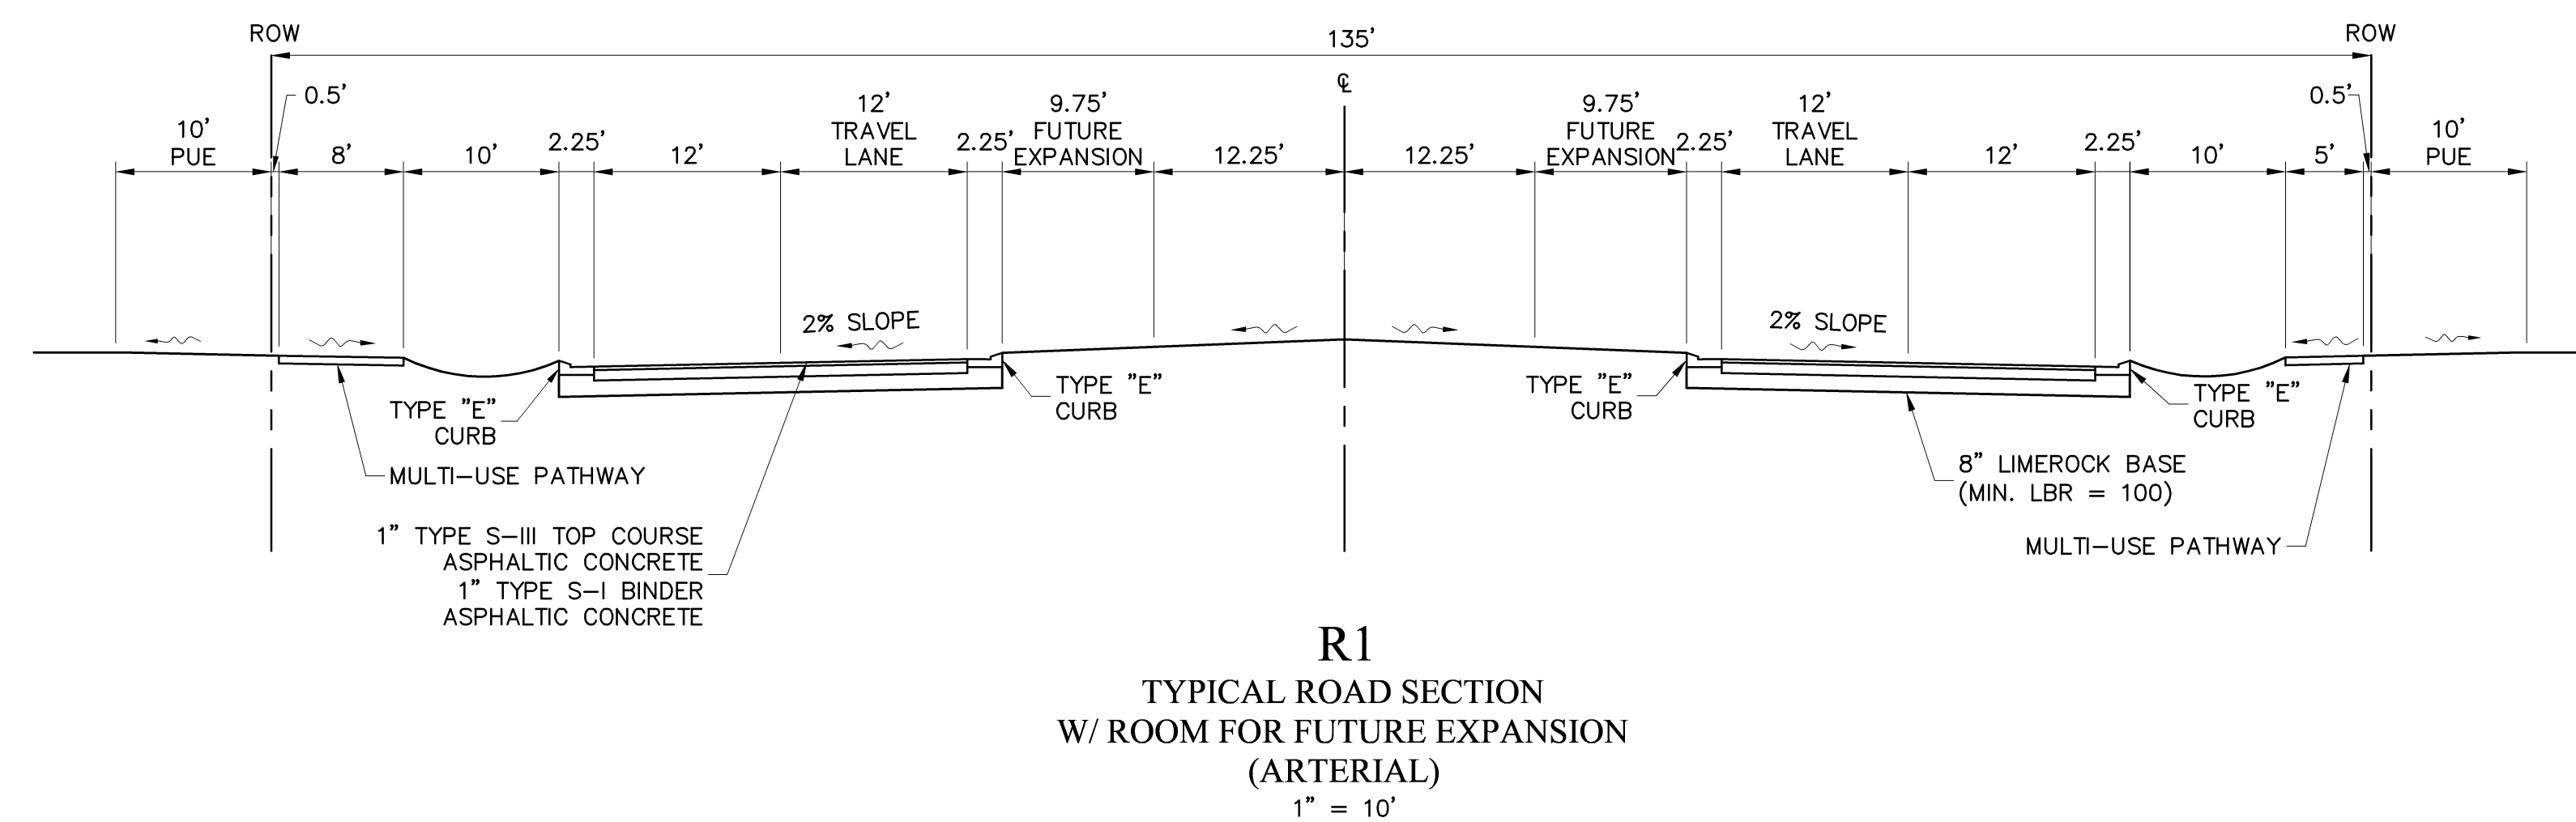 ROW
ROW
135'
℄
0.5'
0.5'
10'
PUE
8'
10'
2.25'
12'
12'
TRAVEL
LANE
2.25'
9.75'
FUTURE
EXPANSION
12.25'
12.25'
9.75'
FUTURE
EXPANSION
2.25'
12'
TRAVEL
LANE
12'
2.25'
10'
5'
10'
PUE
2% SLOPE
2% SLOPE
TYPE "E"
CURB
TYPE "E"
CURB
TYPE "E"
CURB
TYPE "E"
CURB
MULTI-USE PATHWAY
8" LIMEROCK BASE
(MIN. LBR = 100)
1" TYPE S-III TOP COURSE
ASPHALTIC CONCRETE
1" TYPE S-I BINDER
ASPHALTIC CONCRETE
MULTI-USE PATHWAY
R1
TYPICAL ROAD SECTION
W/ ROOM FOR FUTURE EXPANSION
(ARTERIAL)
1" = 10'